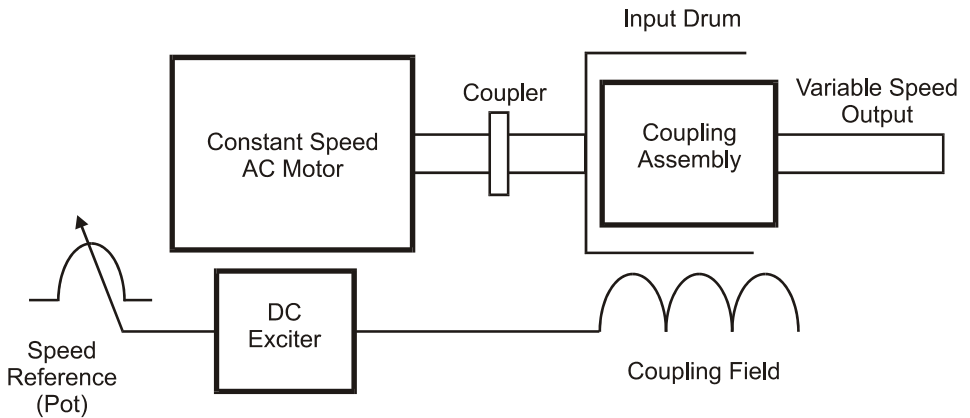 Input Drum
Constant Speed
AC Motor
Coupler
Coupling
Assembly
Variable Speed
Output
Speed
Reference
(Pot)
DC
Exciter
Coupling Field